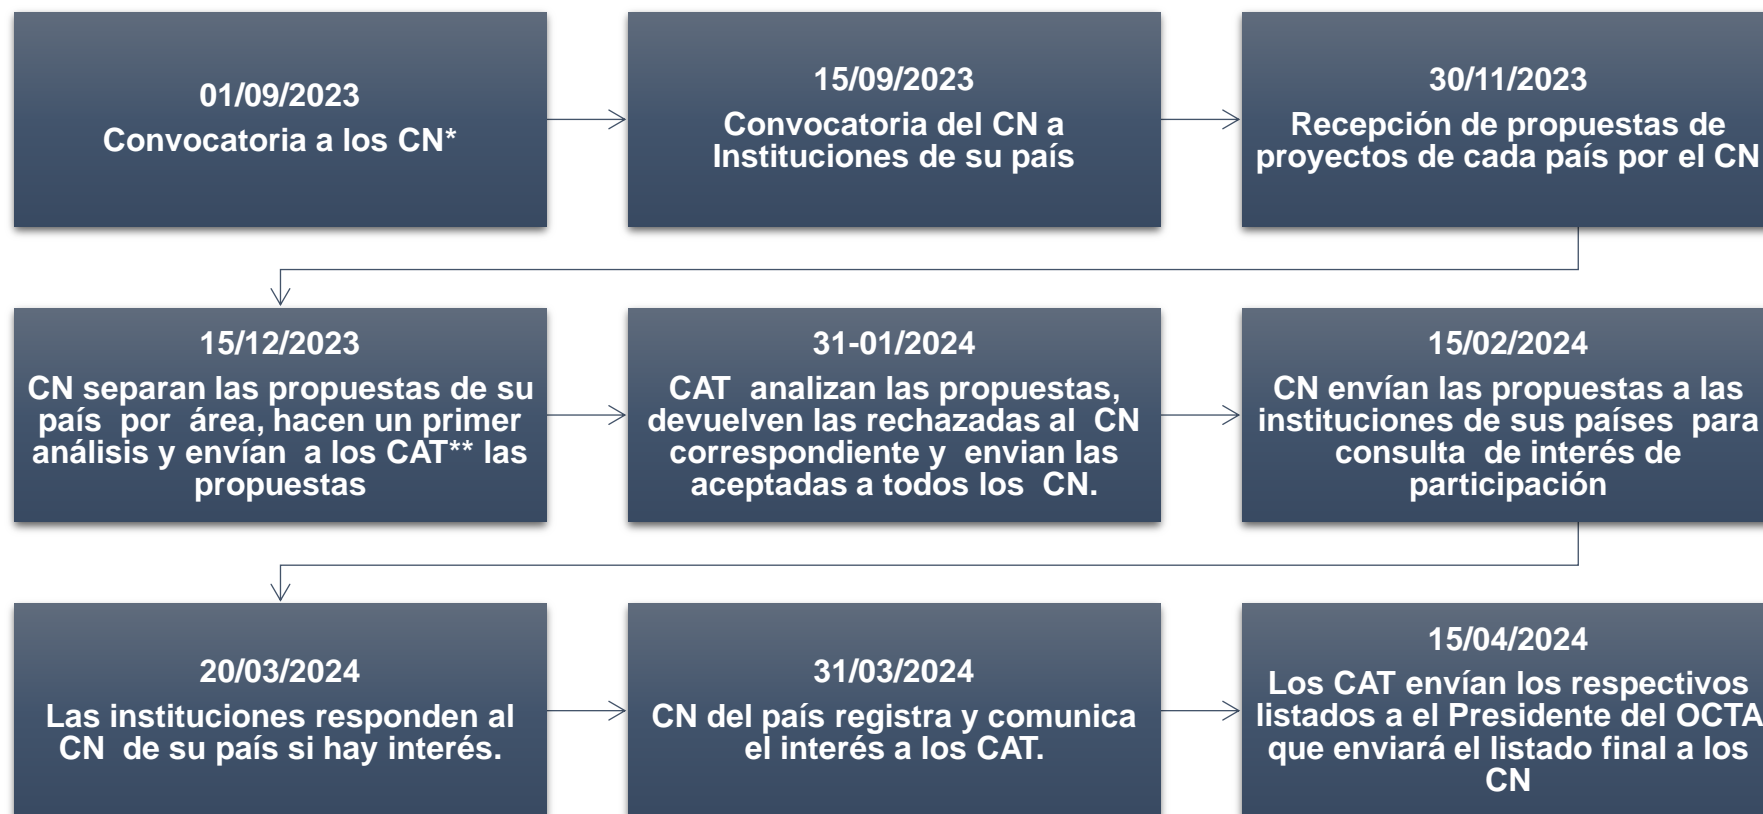 01/09/2023
Convocatoria a los CN*
15/09/2023
Convocatoria del CN a
Instituciones de su país
30/11/2023
Recepción de propuestas de
proyectos de cada país por el CN
15/12/2023
CN separan las propuestas de su
país por área, hacen un primer
análisis y envían a los CAT** las
propuestas
31-01/2024
CAT analizan las propuestas,
devuelven las rechazadas al CN
correspondiente y envian las
aceptadas a todos los CN.
15/02/2024
CN envían las propuestas a las
instituciones de sus países para
consulta de interés de
participación
20/03/2024
Las instituciones responden al
CN de su país si hay interés.
31/03/2024
CN del país registra y comunica
el interés a los CAT.
15/04/2024
Los CAT envían los respectivos
listados a el Presidente del OCTA
que enviará el listado final a los
CN